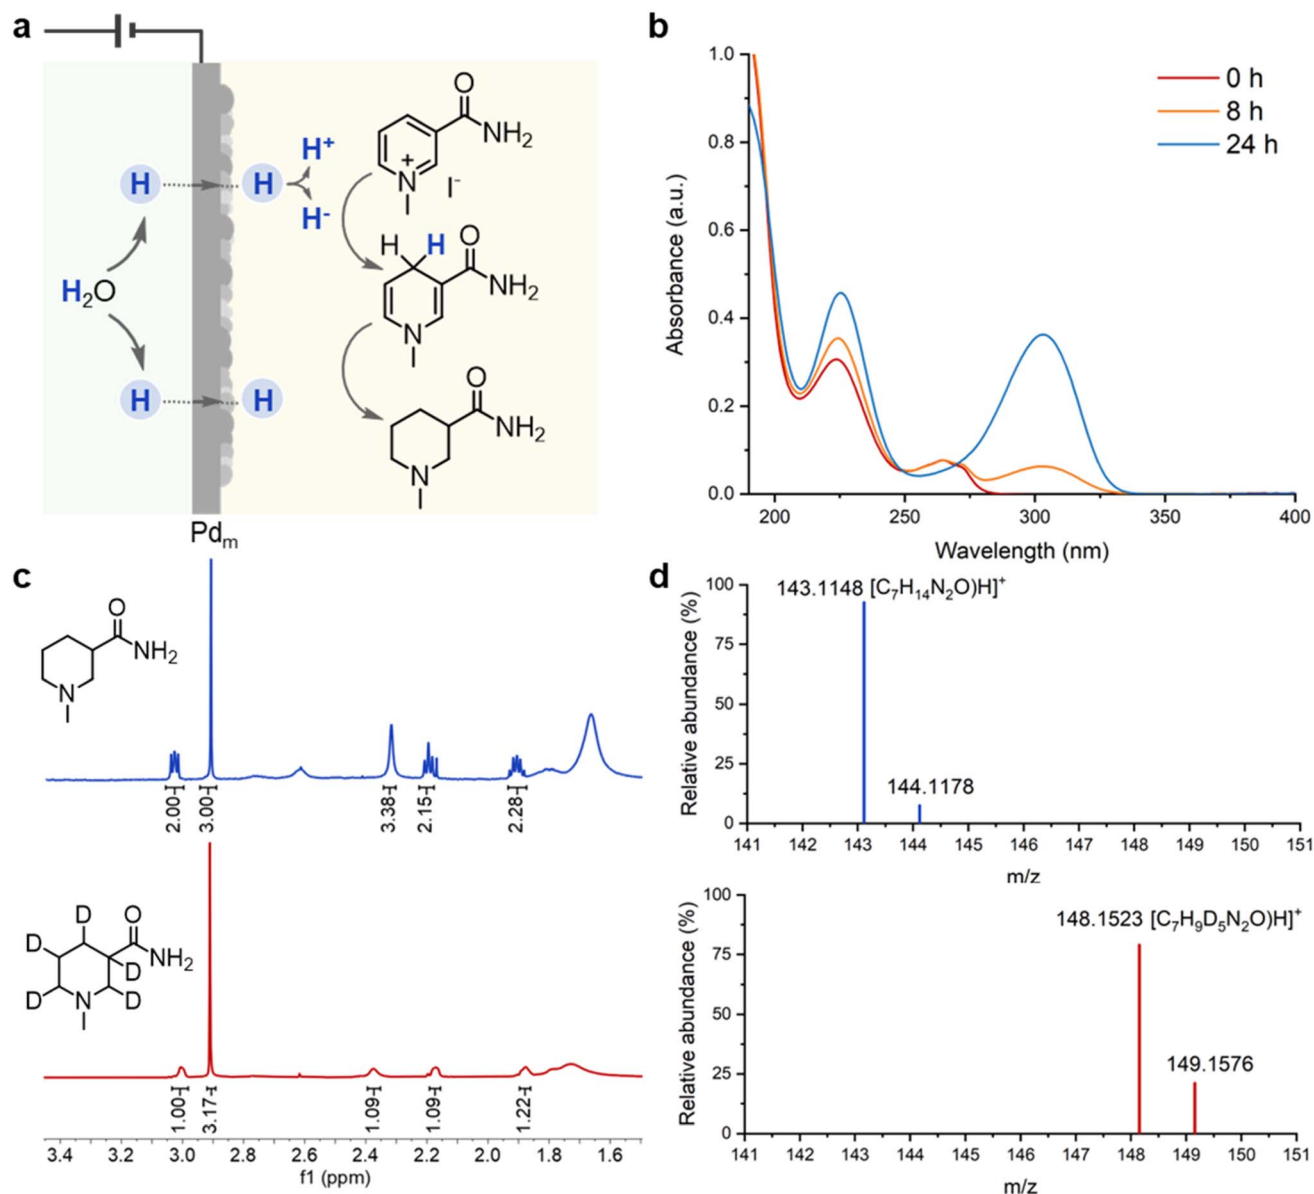 a
H
H
H⁺
H⁻
O
NH₂
+
N
I⁻
H₂O
H
H
O
NH₂
N
H
H
O
NH₂
N
Pdₘ
b
0 h
8 h
24 h
1.0
0.8
0.6
0.4
0.2
0.0
Absorbance (a.u.)
200 250 300 350 400
Wavelength (nm)
c
O
NH₂
N
2.00
3.00
3.38
2.15
2.28
D
O
D
NH₂
D
D
N
D
1.00
3.17
1.09
1.09
1.22
3.4 3.2 3.0 2.8 2.6 2.4 2.2 2.0 1.8 1.6
f1 (ppm)
d
143.1148 [C₇H₁₄N₂O)H]⁺
144.1178
100
75
50
25
0
Relative abundance (%)
141 142 143 144 145 146 147 148 149 150 151
m/z
148.1523 [C₇H₉D₅N₂O)H]⁺
149.1576
100
75
50
25
0
Relative abundance (%)
141 142 143 144 145 146 147 148 149 150 151
m/z